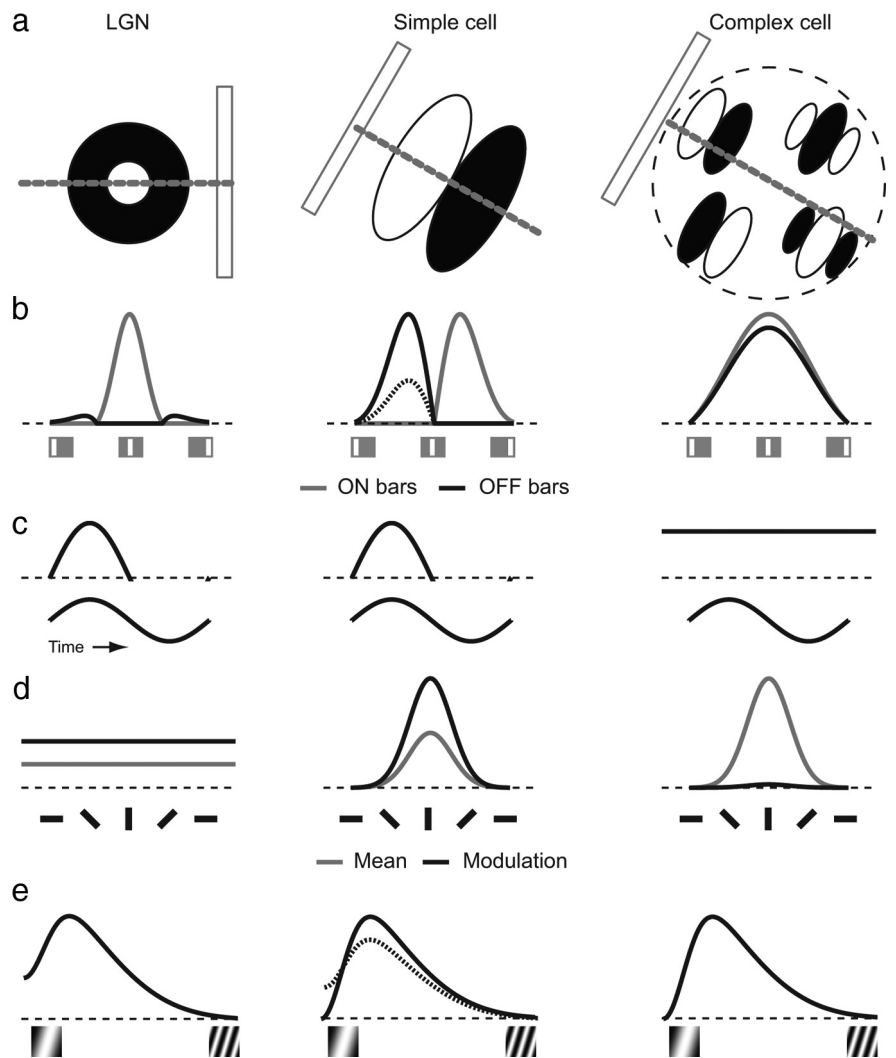 a
LGN
Simple cell
Complex cell
b
ON bars OFF bars
c
Time
d
Mean Modulation
e